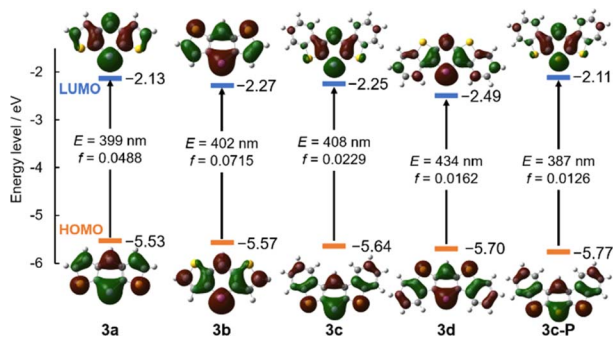 Energy level / eV
−2
−3
−4
−5
−6
LUMO
HOMO
−2.13
−2.27
−2.25
−2.49
−2.11
E = 399 nm
f = 0.0488
E = 402 nm
f = 0.0715
E = 408 nm
f = 0.0229
E = 434 nm
f = 0.0162
E = 387 nm
f = 0.0126
−5.53
−5.57
−5.64
−5.70
−5.77
3a
3b
3c
3d
3c-P